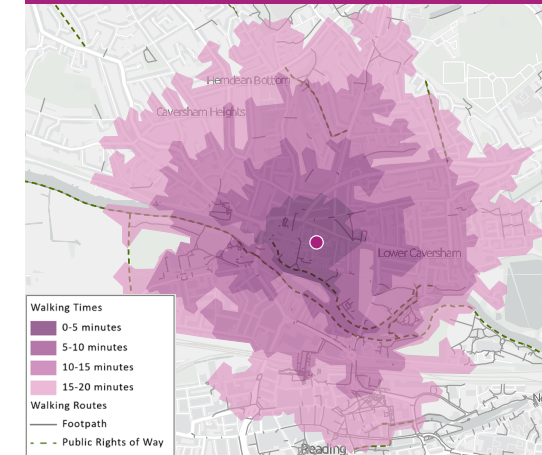 Hemdean Bottom
Caversham Heights
Lower Caversham
Walking Times
0-5 minutes
5-10 minutes
10-15 minutes
15-20 minutes
Walking Routes
Footpath
Public Rights of Way
Reading